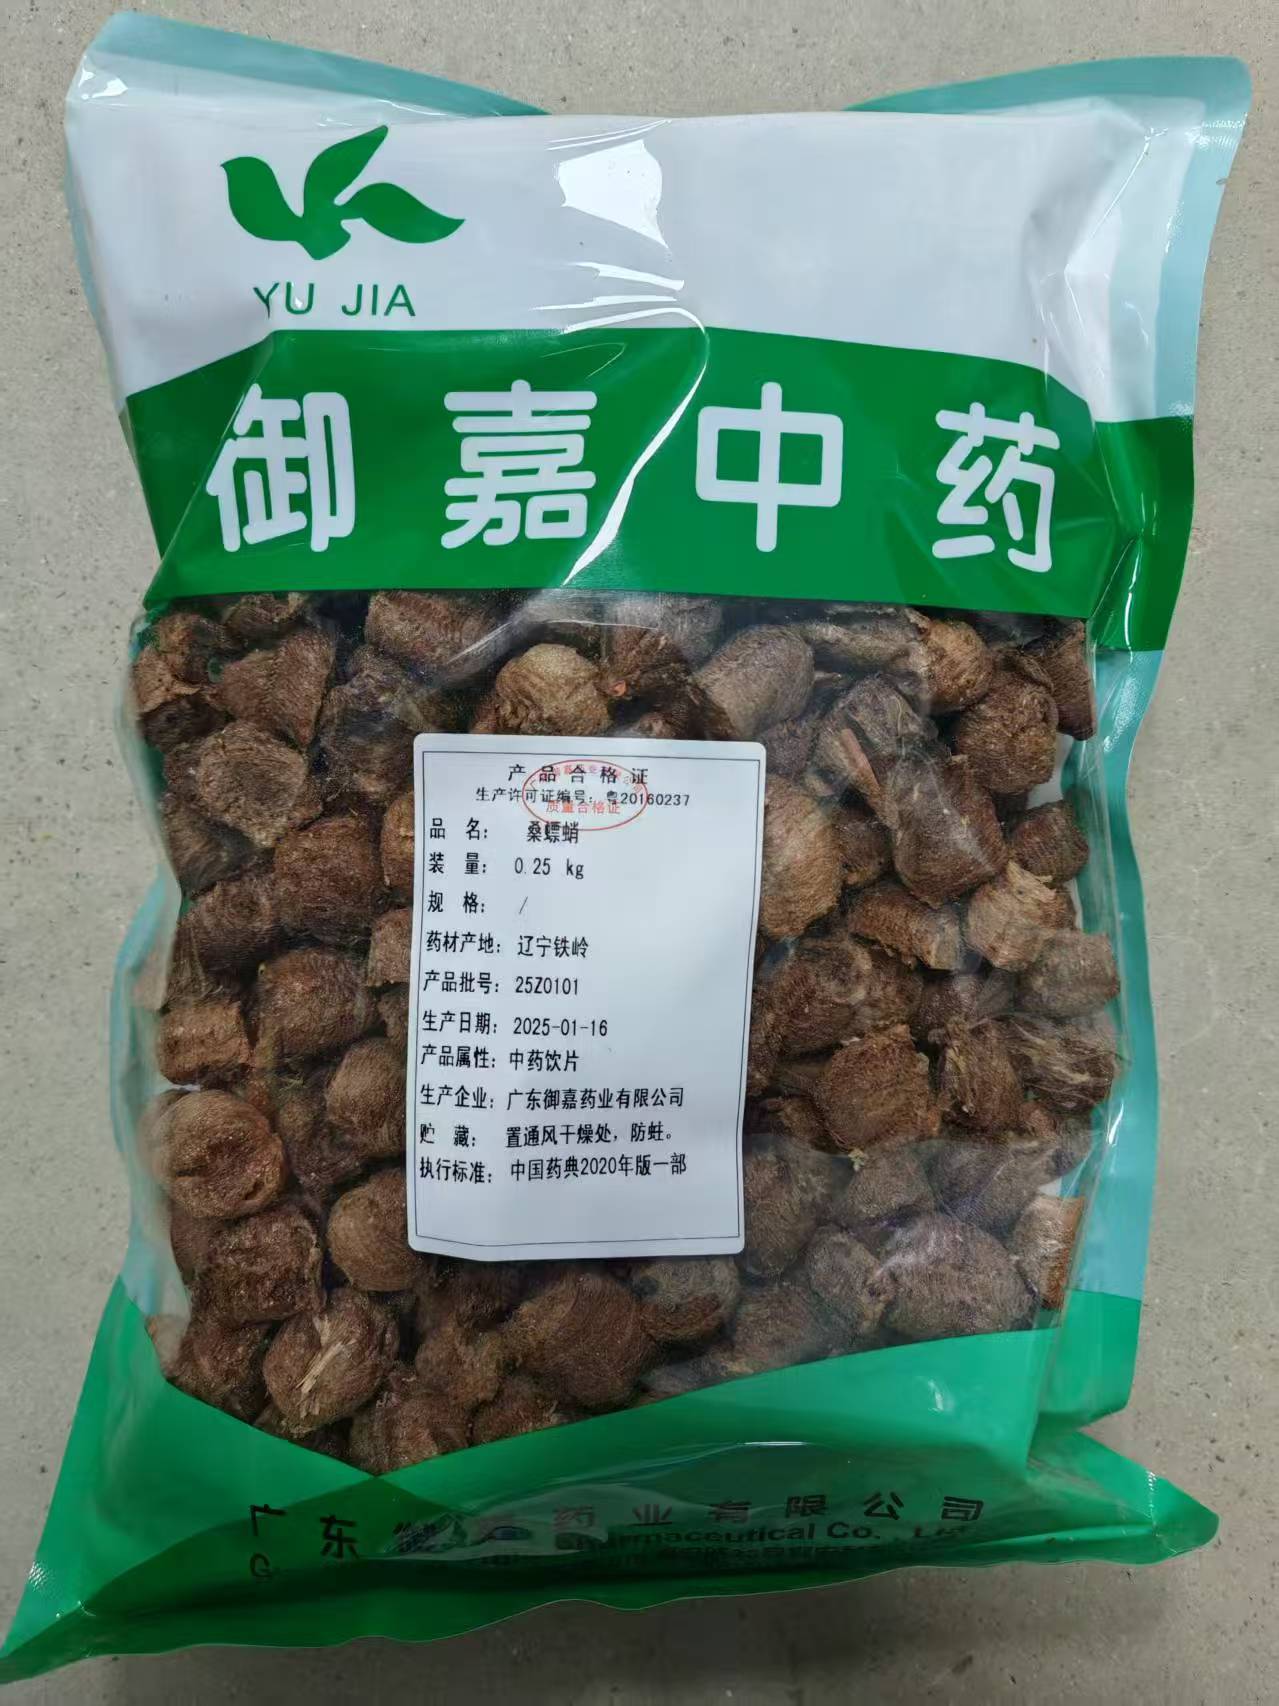 YU JIA
御嘉中药
产品合格证
生产许可证编号：粤20160237
质量合格证
品 名： 桑螵蛸
装 量： 0.25 kg
规 格： /
药材产地：辽宁铁岭
产品批号：25Z0101
生产日期：2025-01-16
产品属性：中药饮片
生产企业：广东御嘉药业有限公司
贮 藏： 置通风干燥处，防蛀。
执行标准：中国药典2020年版一部
广东御嘉药业有限公司